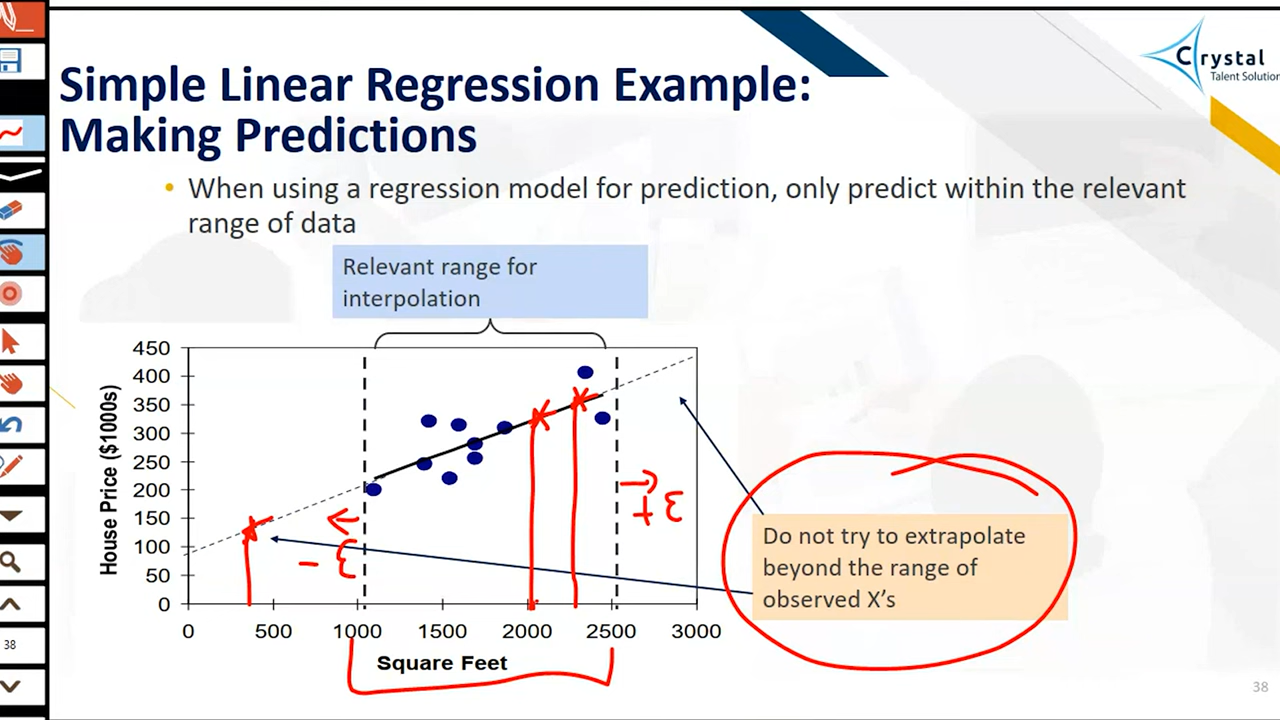 Crystal
Talent Solution
Simple Linear Regression Example:
Making Predictions
• When using a regression model for prediction, only predict within the relevant
range of data
Relevant range for
interpolation
450
400
350
300
250
200
150
100
50
0
House Price ($1000s)
0 500 1000 1500 2000 2500 3000
Square Feet
- ε
+ ε
Do not try to extrapolate
beyond the range of
observed X's
38
38